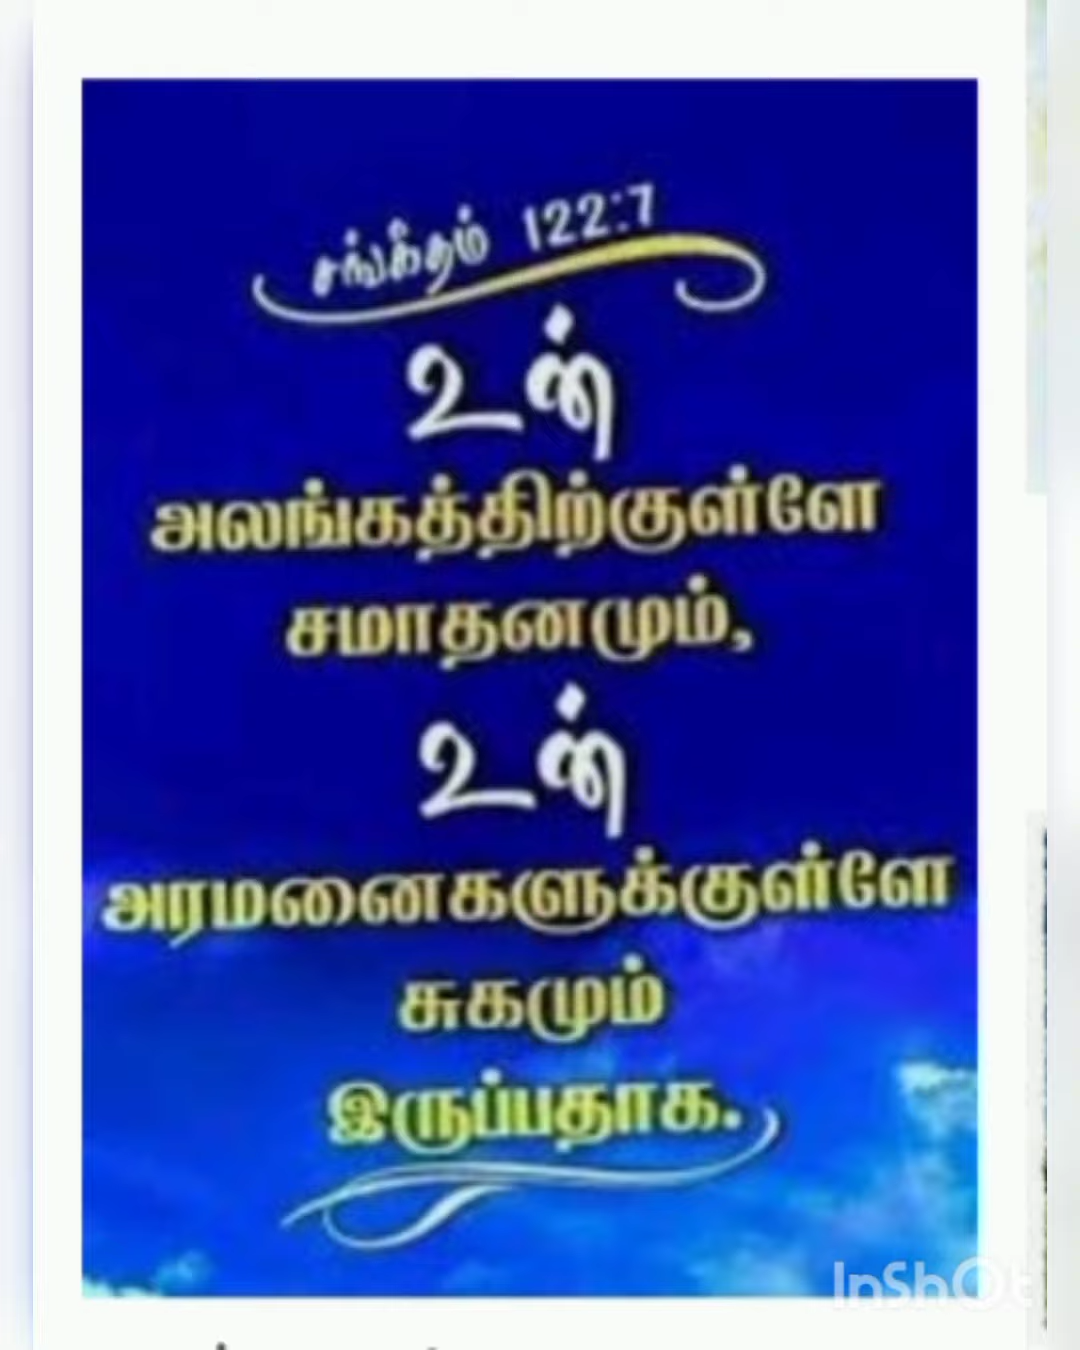 சங்கீதம் 122:7
உன்
அலங்கத்திற்குள்ளே
சமாதனமும்,
உன்
அரமனைகளுக்குள்ளே
சுகமும்
இருப்பதாக.
InShOt